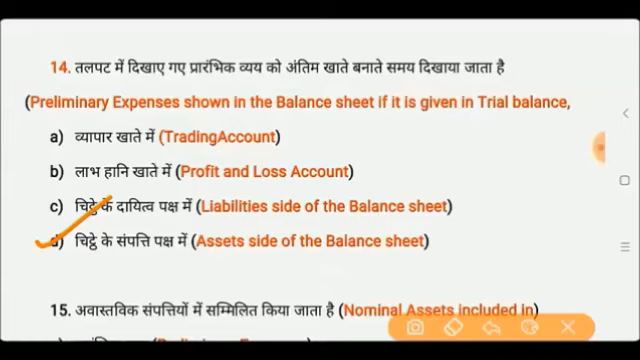 14. तलपट में दिखाए गए प्रारंभिक व्यय को अंतिम खाते बनाते समय दिखाया जाता है
(Preliminary Expenses shown in the Balance sheet if it is given in Trial balance,
a) व्यापार खाते में (TradingAccount)
b) लाभ हानि खाते में (Profit and Loss Account)
c) चिट्ठे के दायित्व पक्ष में (Liabilities side of the Balance sheet)
d) चिट्ठे के संपत्ति पक्ष में (Assets side of the Balance sheet)
15. अवास्तविक संपत्तियों में सम्मिलित किया जाता है (Nominal Assets included in)